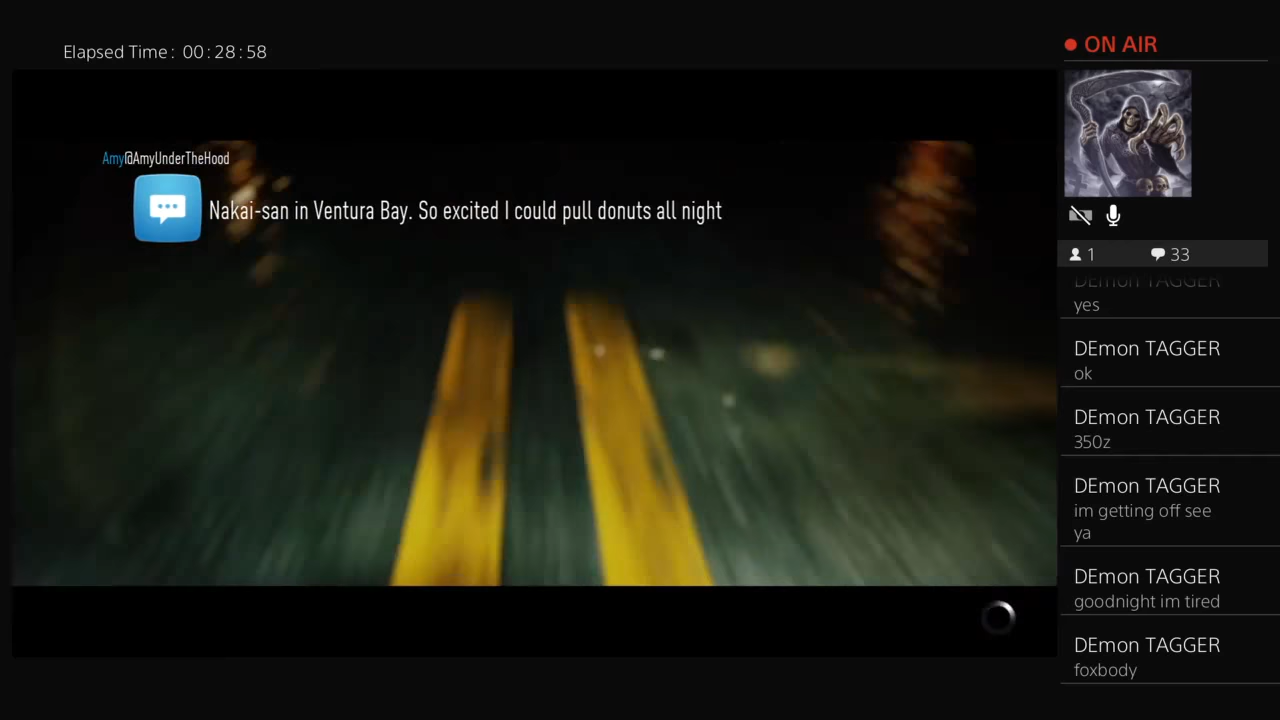 Elapsed Time: 00:28:58
ON AIR
Amy@AmyUnderTheHood
Nakai-san in Ventura Bay. So excited I could pull donuts all night
1
33
DEmon TAGGER
yes
DEmon TAGGER
ok
DEmon TAGGER
350z
DEmon TAGGER
im getting off see
ya
DEmon TAGGER
goodnight im tired
DEmon TAGGER
foxbody